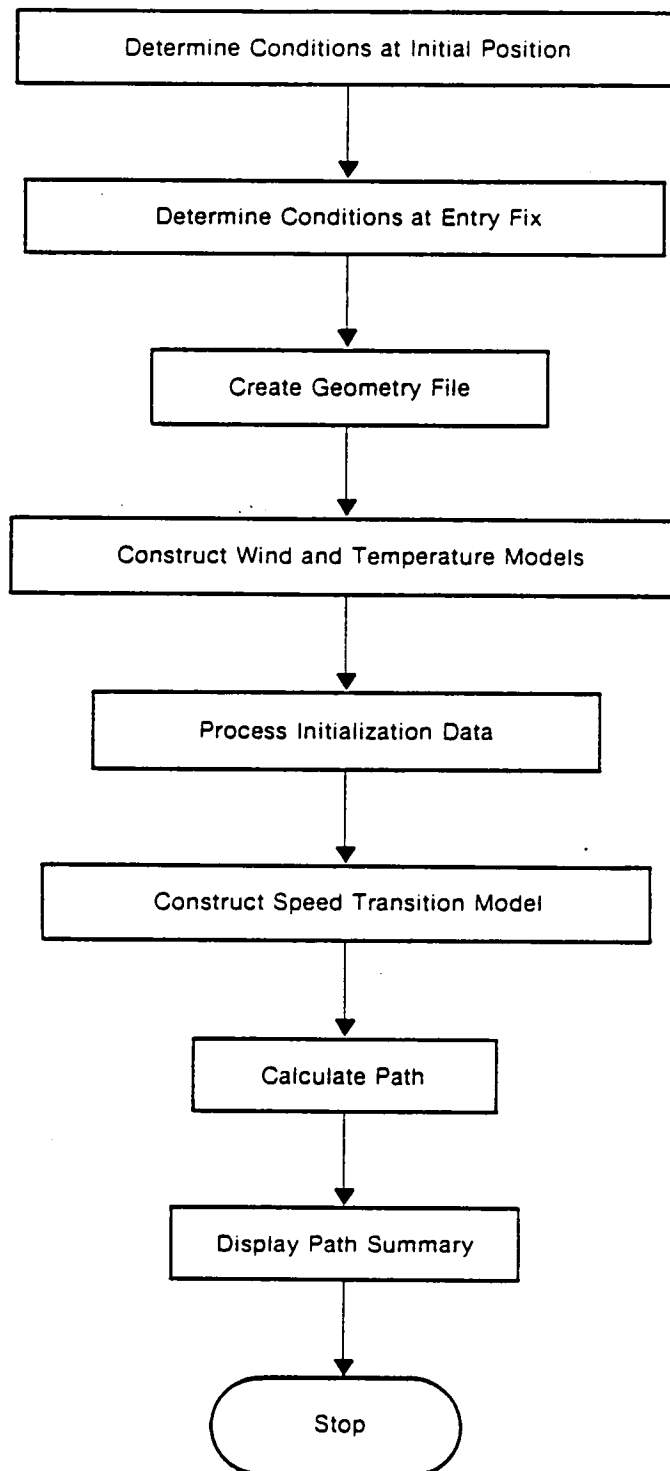 Determine Conditions at Initial Position
Determine Conditions at Entry Fix
Create Geometry File
Construct Wind and Temperature Models
Process Initialization Data
Construct Speed Transition Model
Calculate Path
Display Path Summary
Stop